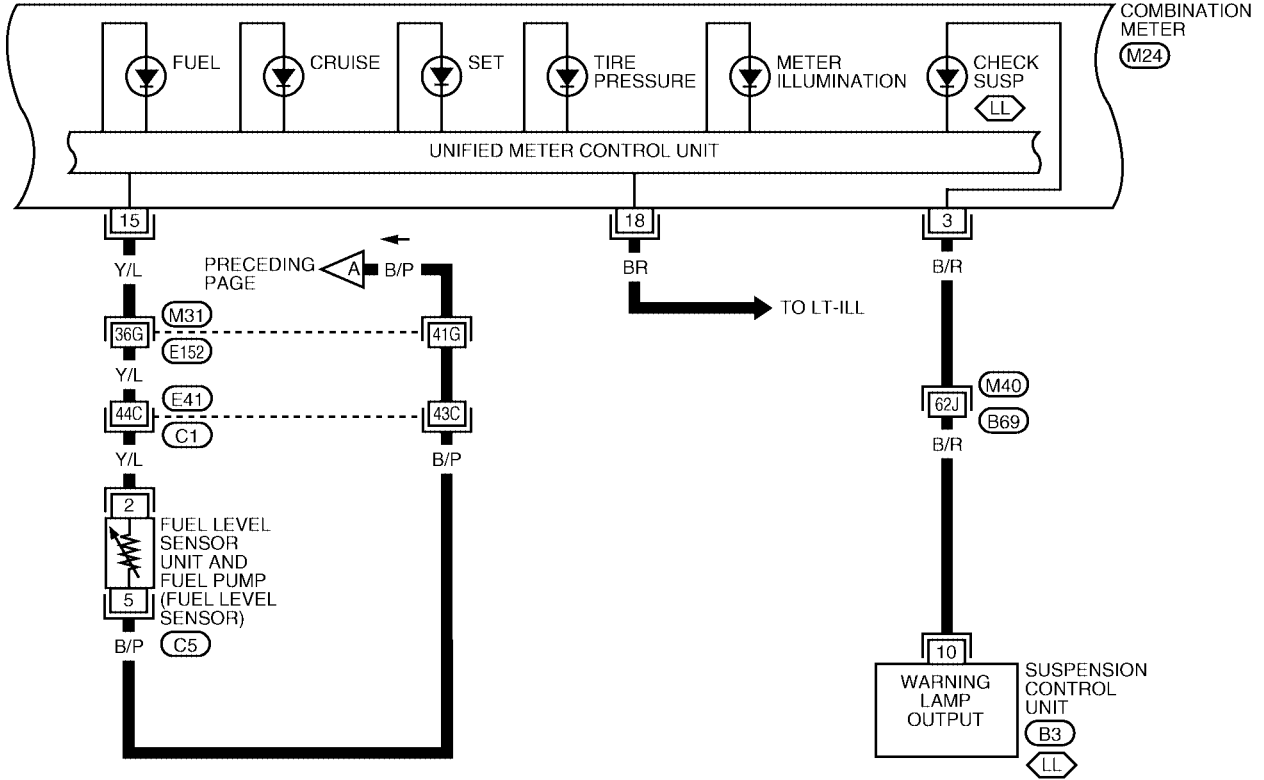 COMBINATION
METER
M24
FUEL
CRUISE
SET
TIRE
PRESSURE
METER
ILLUMINATION
CHECK
SUSP
LL
UNIFIED METER CONTROL UNIT
15
18
3
Y/L
PRECEDING
PAGE
A
B/P
BR
B/R
TO LT-ILL
M31
36G
41G
E152
Y/L
E41
44C
43C
C1
M40
62J
B69
Y/L
B/P
B/R
2
FUEL LEVEL
SENSOR
UNIT AND
FUEL PUMP
(FUEL LEVEL
SENSOR)
5
B/P
C5
10
WARNING
LAMP
OUTPUT
SUSPENSION
CONTROL
UNIT
B3
LL